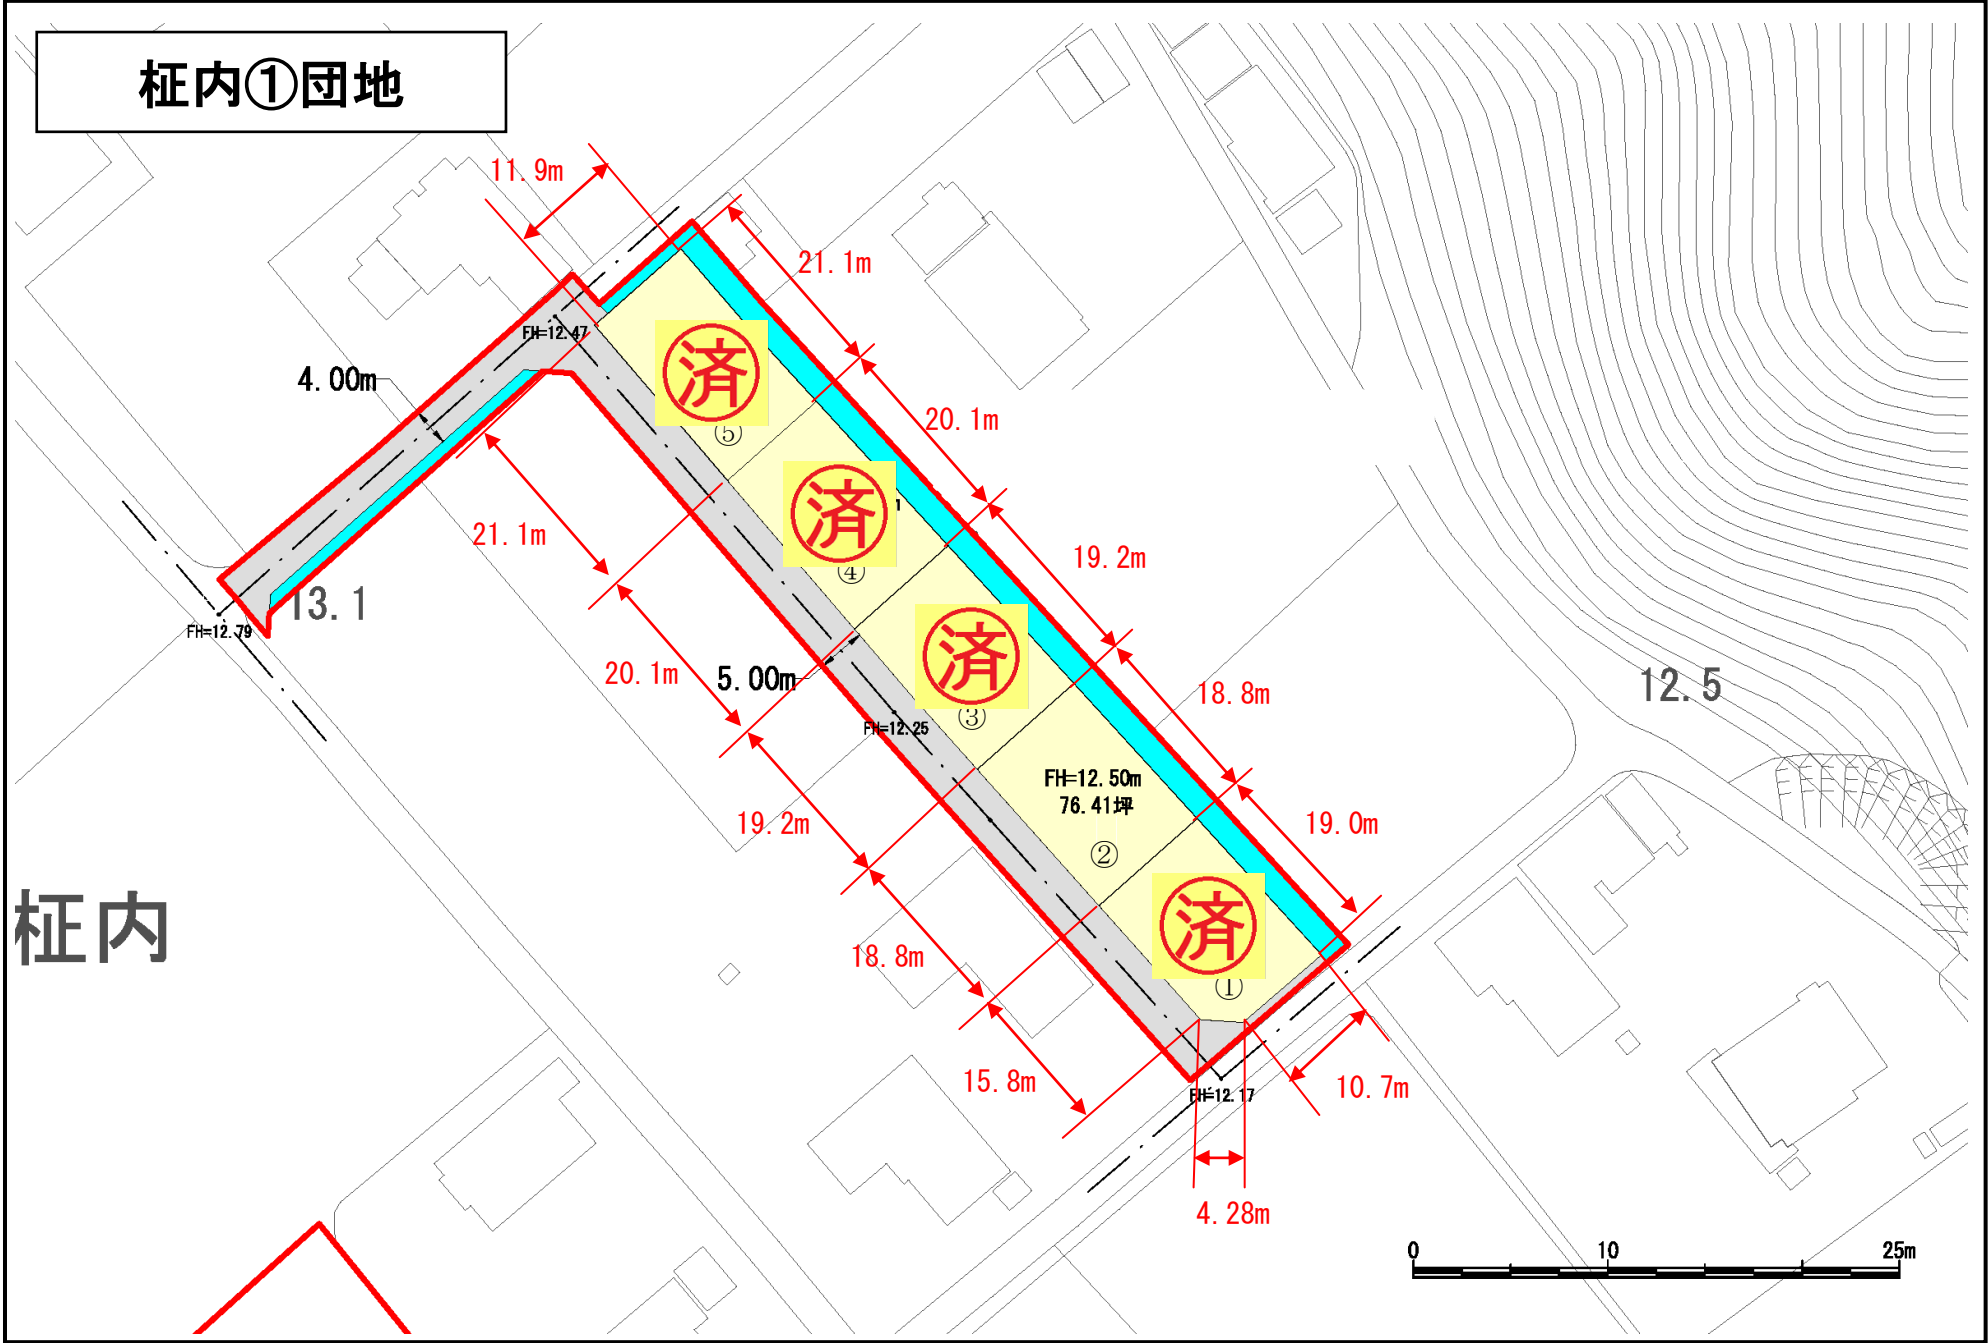 柾内①団地
11.9m
21.1m
FH=12.47
4.00m
済
⑤
20.1m
済
④
21.1m
19.2m
13.1
FH=12.79
済
③
20.1m
5.00m
18.8m
12.5
FH=12.25
FH=12.50m
76.41坪
②
19.2m
19.0m
柾内
済
①
18.8m
15.8m
FH=12.17
10.7m
4.28m
0 10 25m